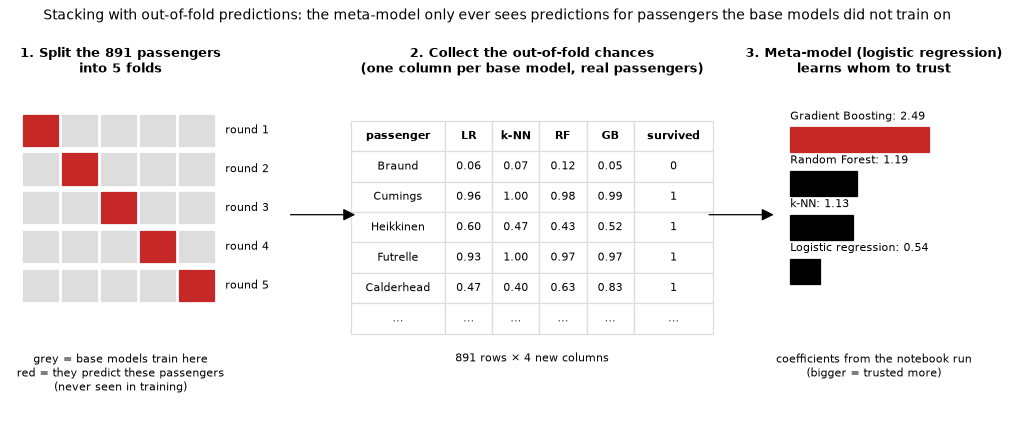 Stacking with out-of-fold predictions: the meta-model only ever sees predictions for passengers the base models did not train on
1. Split the 891 passengers
into 5 folds
round 1
round 2
round 3
round 4
round 5
grey = base models train here
red = they predict these passengers
(never seen in training)
2. Collect the out-of-fold chances
(one column per base model, real passengers)
passenger LR k-NN RF GB survived
Braund 0.06 0.07 0.12 0.05 0
Cumings 0.96 1.00 0.98 0.99 1
Heikkinen 0.60 0.47 0.43 0.52 1
Futrelle 0.93 1.00 0.97 0.97 1
Calderhead 0.47 0.40 0.63 0.83 1
... ... ... ... ... ...
891 rows × 4 new columns
3. Meta-model (logistic regression)
learns whom to trust
Gradient Boosting: 2.49
Random Forest: 1.19
k-NN: 1.13
Logistic regression: 0.54
coefficients from the notebook run
(bigger = trusted more)